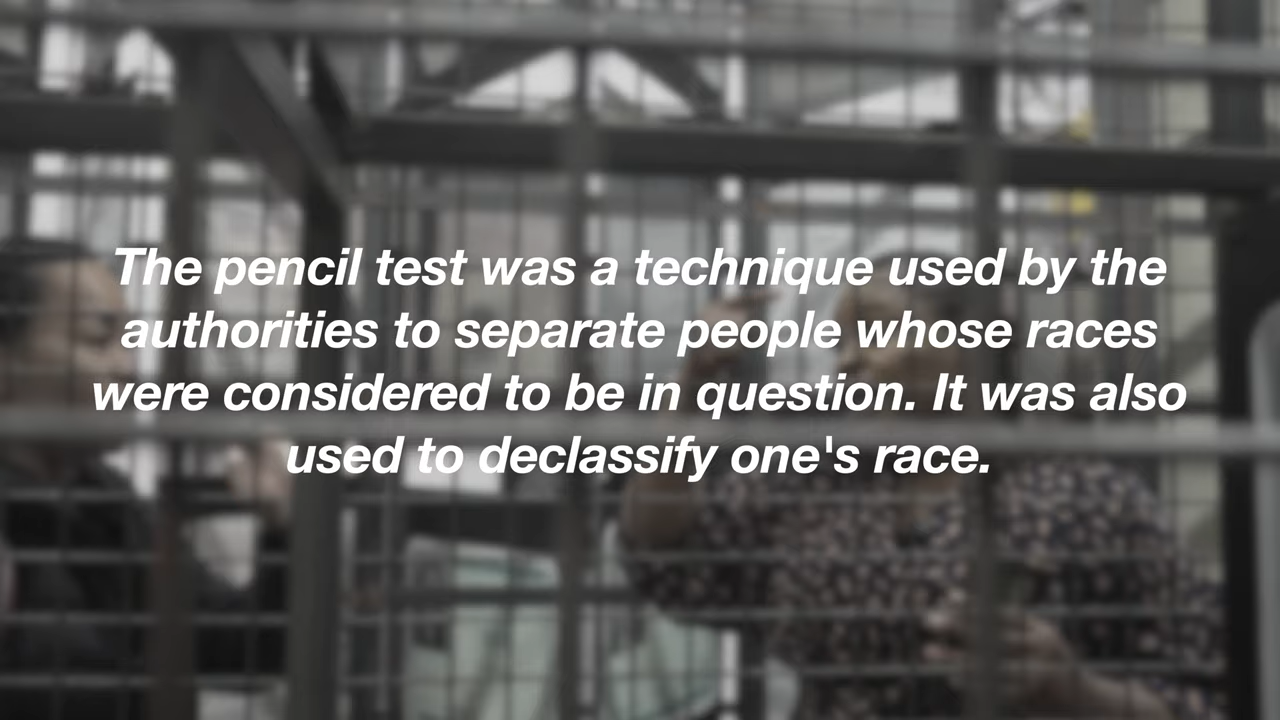 The pencil test was a technique used by the
authorities to separate people whose races
were considered to be in question. It was also
used to declassify one's race.